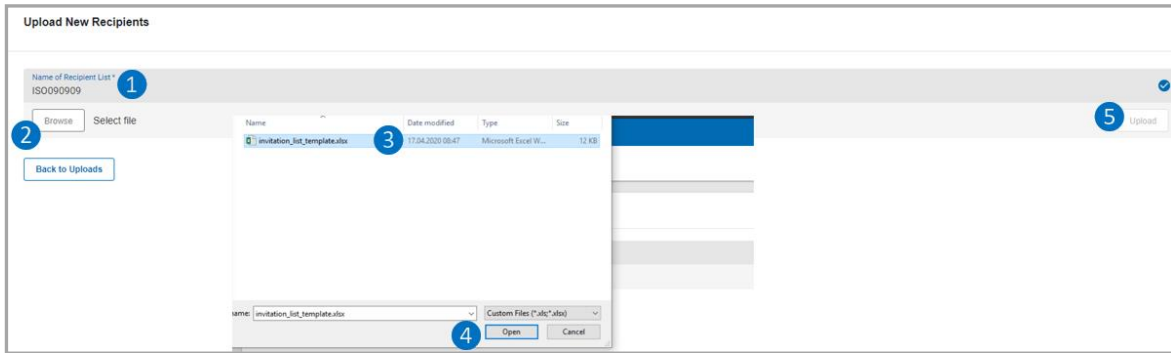 Upload New Recipients
Name of Recipient List *
1
ISO090909
Browse
Select file
2
5
Upload
Name
Date modified
Type
Size
invitation_list_template.xlsx
3
17.04.2020 08:47
Microsoft Excel W...
12 KB
Back to Uploads
name:
invitation_list_template.xlsx
Custom Files (*.xls;*.xlsx)
4
Open
Cancel